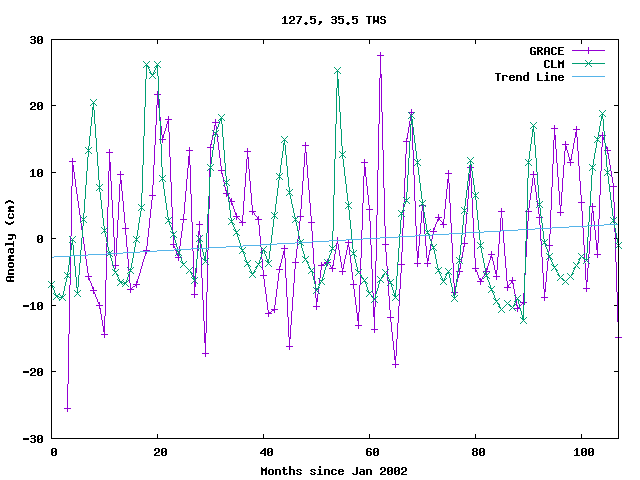 127.5, 35.5 TWS
GRACE
CLM
Trend Line
30
20
10
0
-10
-20
-30
Anomaly (cm)
0 20 40 60 80 100
Months since Jan 2002